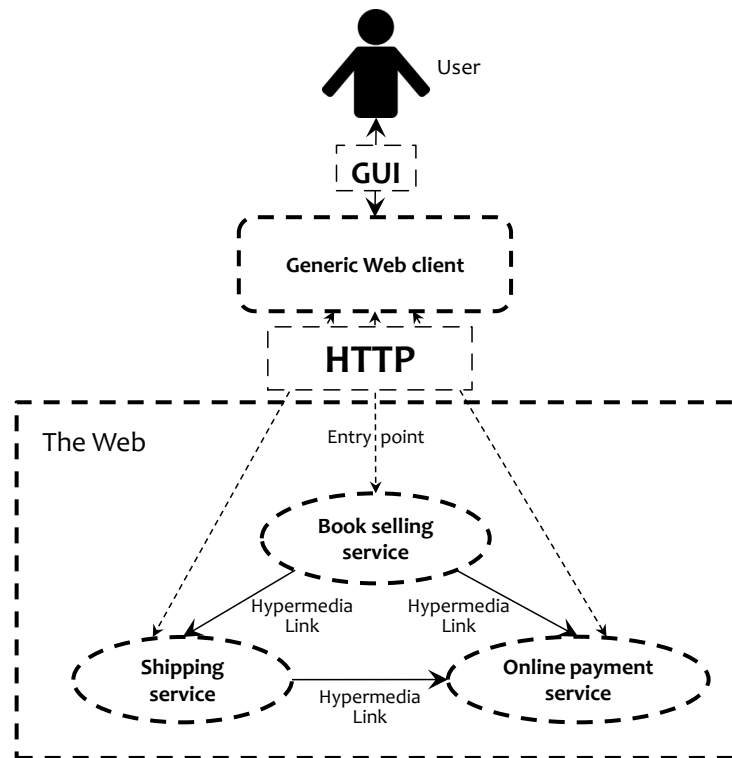 User
GUI
Generic Web client
HTTP
The Web
Entry point
Book selling
service
Hypermedia
Link
Hypermedia
Link
Shipping
service
Online payment
service
Hypermedia
Link